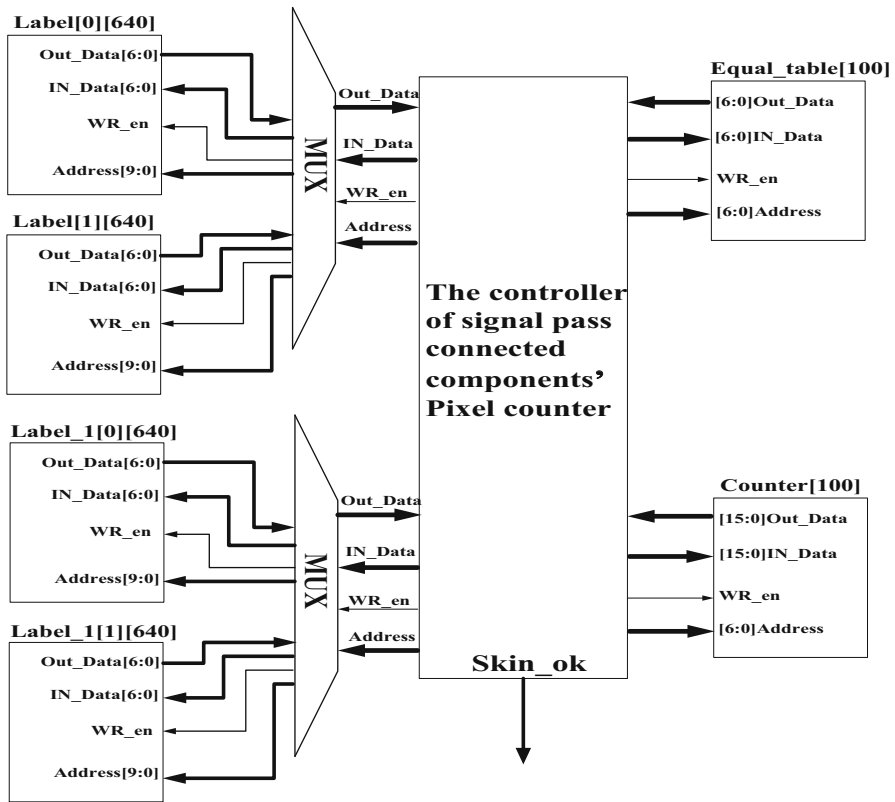 Label[0][640]
Out_Data[6:0]
IN_Data[6:0]
WR_en
Address[9:0]
Label[1][640]
Out_Data[6:0]
IN_Data[6:0]
WR_en
Address[9:0]
MUX
Out_Data
IN_Data
WR_en
Address
Label_1[0][640]
Out_Data[6:0]
IN_Data[6:0]
WR_en
Address[9:0]
Label_1[1][640]
Out_Data[6:0]
IN_Data[6:0]
WR_en
Address[9:0]
MUX
Out_Data
IN_Data
WR_en
Address
The controller
of signal pass
connected
components’
Pixel counter
Skin_ok
Equal_table[100]
[6:0]Out_Data
[6:0]IN_Data
WR_en
[6:0]Address
Counter[100]
[15:0]Out_Data
[15:0]IN_Data
WR_en
[6:0]Address